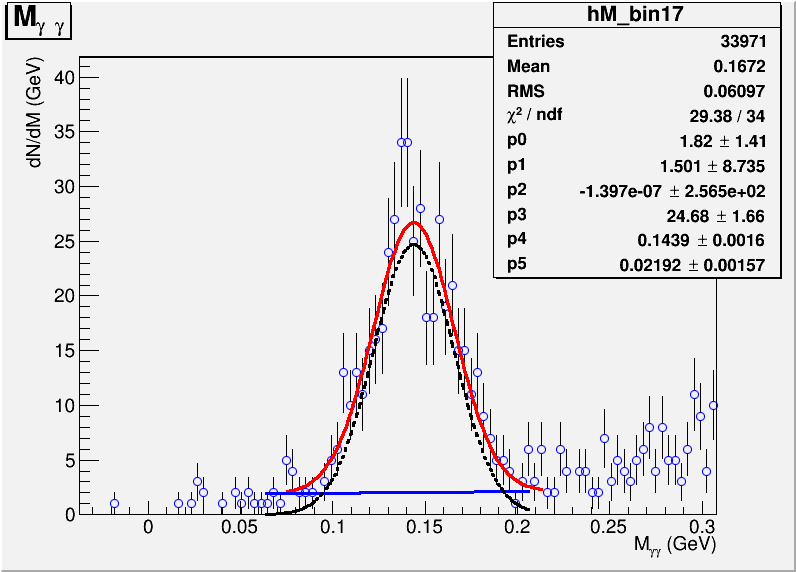 M γ γ
hM_bin17
Entries 33971
Mean 0.1672
RMS 0.06097
χ² / ndf 29.38 / 34
p0 1.82 ± 1.41
p1 1.501 ± 8.735
p2 -1.397e-07 ± 2.565e+02
p3 24.68 ± 1.66
p4 0.1439 ± 0.0016
p5 0.02192 ± 0.00157
dN/dM (GeV)
40
35
30
25
20
15
10
5
0
0 0.05 0.1 0.15 0.2 0.25 0.3
M γγ (GeV)